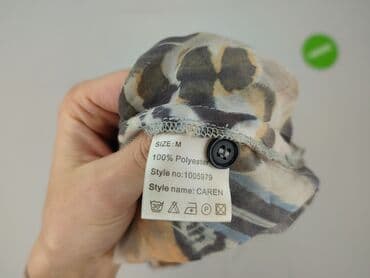 SIZE: M
100% Polyester
Style no:1005979
Style name: CAREN